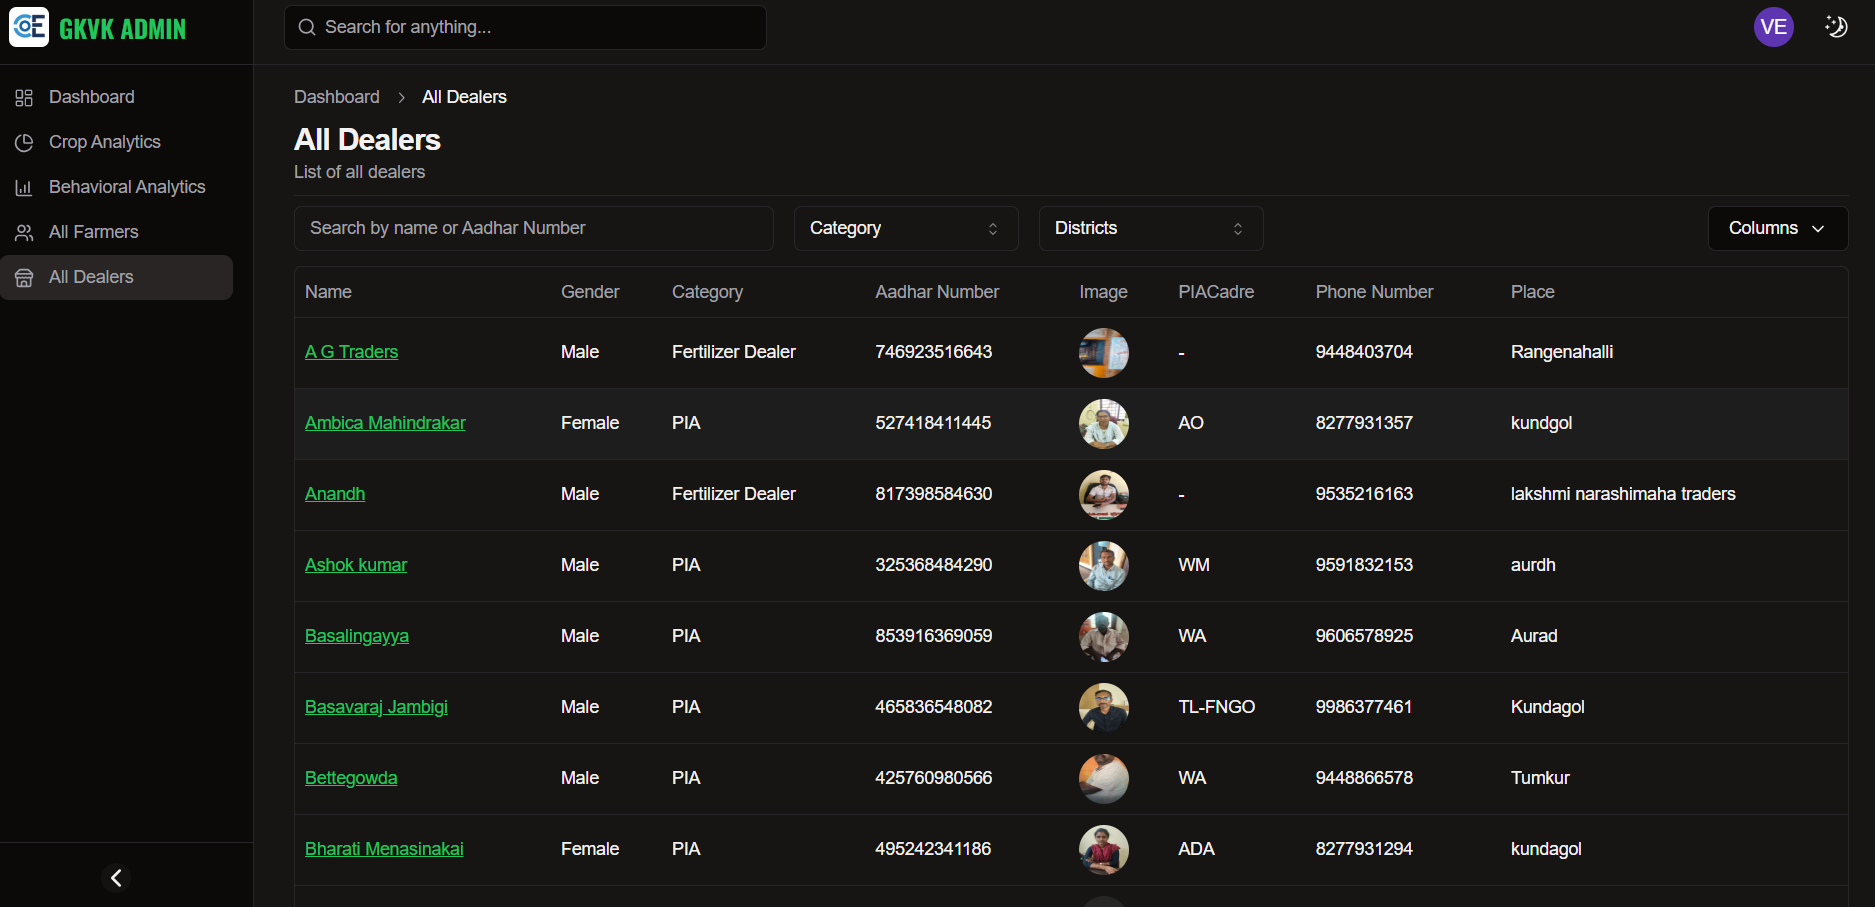 GKVK ADMIN
Search for anything...
VE
Dashboard
Crop Analytics
Behavioral Analytics
All Farmers
All Dealers
Dashboard > All Dealers
All Dealers
List of all dealers
Search by name or Aadhar Number Category Districts Columns
Name Gender Category Aadhar Number Image PIACadre Phone Number Place
A G Traders Male Fertilizer Dealer 746923516643 - 9448403704 Rangenahalli
Ambica Mahindrakar Female PIA 527418411445 AO 8277931357 kundgol
Anandh Male Fertilizer Dealer 817398584630 - 9535216163 lakshmi narashimaha traders
Ashok kumar Male PIA 325368484290 WM 9591832153 aurdh
Basalingayya Male PIA 853916369059 WA 9606578925 Aurad
Basavaraj Jambigi Male PIA 465836548082 TL-FNGO 9986377461 Kundagol
Bettegowda Male PIA 425760980566 WA 9448866578 Tumkur
Bharati Menasinakai Female PIA 495242341186 ADA 8277931294 kundagol